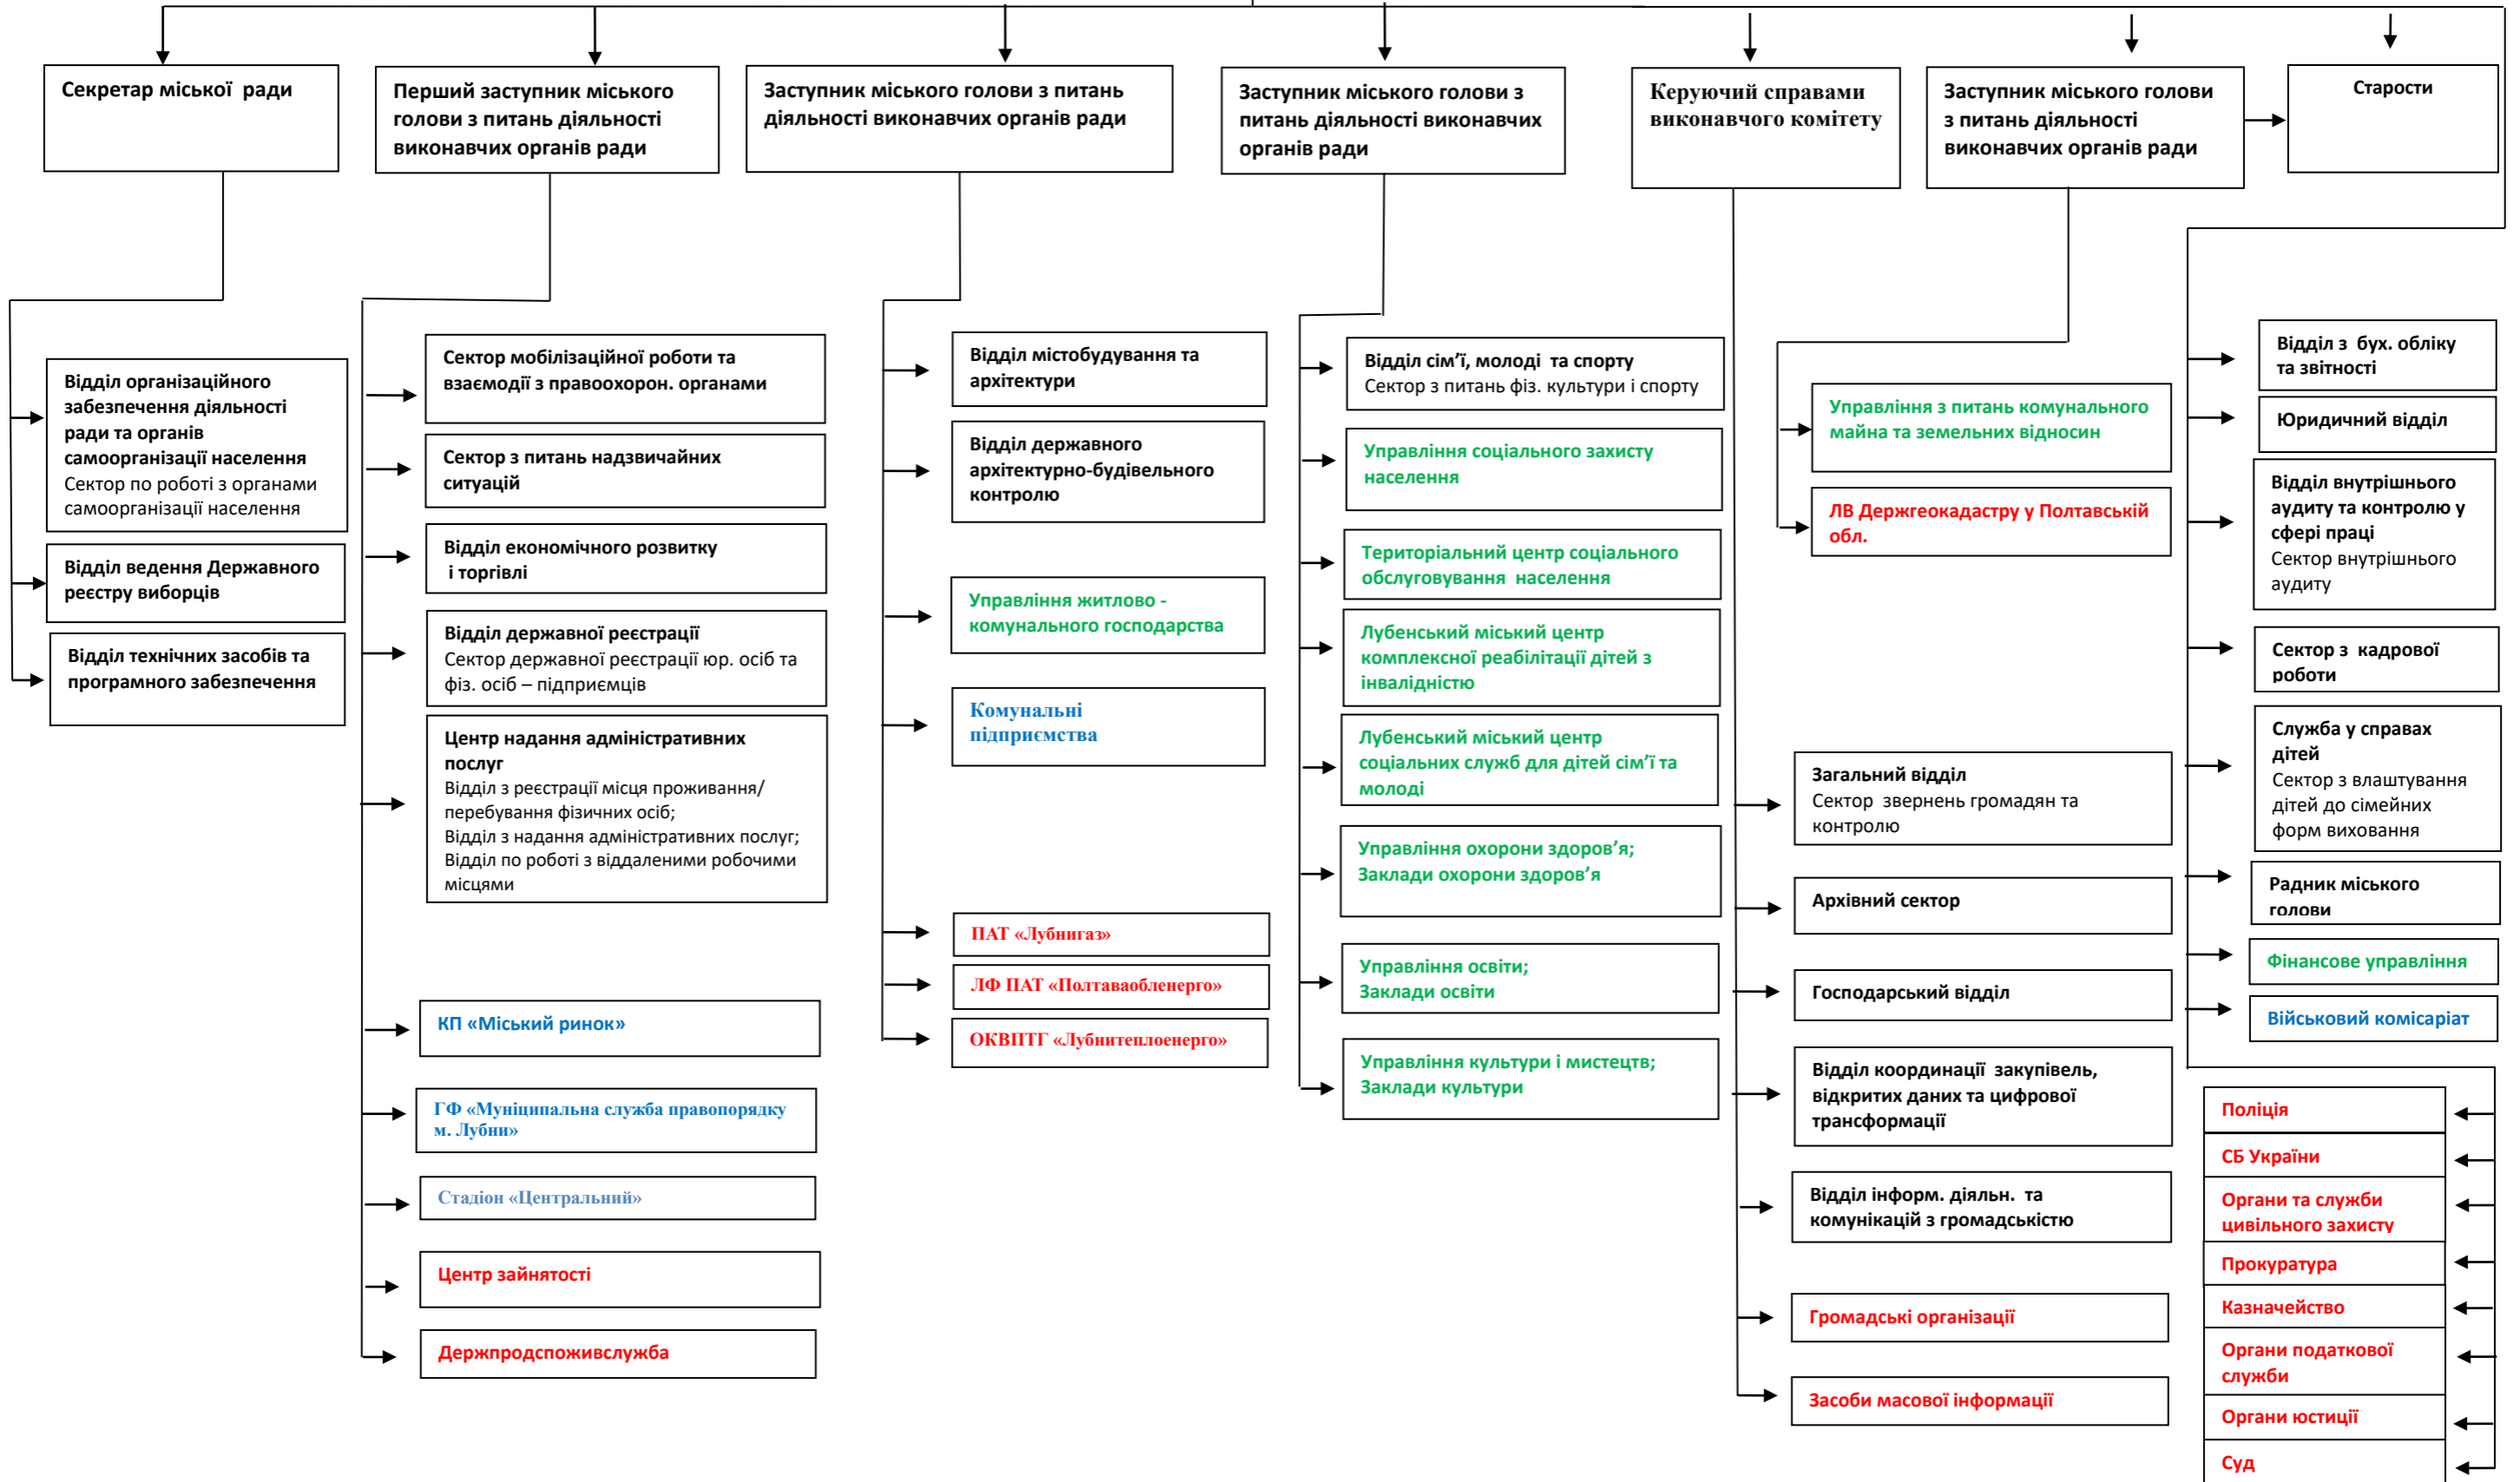 Секретар міської ради
Перший заступник міського
голови з питань діяльності
виконавчих органів ради
Заступник міського голови з питань
діяльності виконавчих органів ради
Заступник міського голови з
питань діяльності виконавчих
органів ради
Керуючий справами
виконавчого комітету
Заступник міського голови
з питань діяльності
виконавчих органів ради
Старости
Відділ організаційного
забезпечення діяльності
ради та органів
самоорганізації населення
Сектор по роботі з органами
самоорганізації населення
Відділ ведення Державного
реєстру виборців
Відділ технічних засобів та
програмного забезпечення
Сектор мобілізаційної роботи та
взаємодії з правоохорон. органами
Сектор з питань надзвичайних
ситуацій
Відділ економічного розвитку
і торгівлі
Відділ державної реєстрації
Сектор державної реєстрації юр. осіб та
фіз. осіб – підприємців
Центр надання адміністративних
послуг
Відділ з реєстрації місця проживання/
перебування фізичних осіб;
Відділ з надання адміністративних послуг;
Відділ по роботі з віддаленими робочими
місцями
КП «Міський ринок»
ГФ «Муніципальна служба правопорядку
м. Лубни»
Стадіон «Центральний»
Центр зайнятості
Держпродспоживслужба
Відділ містобудування та
архітектури
Відділ державного
архітектурно-будівельного
контролю
Управління житлово -
комунального господарства
Комунальні
підприємства
ПАТ «Лубнигаз»
ЛФ ПАТ «Полтаваобленерго»
ОКВПТГ «Лубнитеплоенерго»
Відділ сім’ї, молоді та спорту
Сектор з питань фіз. культури і спорту
Управління соціального захисту
населення
Територіальний центр соціального
обслуговування населення
Лубенський міський центр
комплексної реабілітації дітей з
інвалідністю
Лубенський міський центр
соціальних служб для дітей сім’ї та
молоді
Управління охорони здоров’я;
Заклади охорони здоров’я
Управління освіти;
Заклади освіти
Управління культури і мистецтв;
Заклади культури
Загальний відділ
Сектор звернень громадян та
контролю
Архівний сектор
Господарський відділ
Відділ координації закупівель,
відкритих даних та цифрової
трансформації
Відділ інформ. діяльн. та
комунікацій з громадськістю
Громадські організації
Засоби масової інформації
Управління з питань комунального
майна та земельних відносин
ЛВ Держгеокадастру у Полтавській
обл.
Відділ з бух. обліку
та звітності
Юридичний відділ
Відділ внутрішнього
аудиту та контролю у
сфері праці
Сектор внутрішнього
аудиту
Сектор з кадрової
роботи
Служба у справах
дітей
Сектор з влаштування
дітей до сімейних
форм виховання
Радник міського
голови
Фінансове управління
Військовий комісаріат
Поліція
СБ України
Органи та служби
цивільного захисту
Прокуратура
Казначейство
Органи податкової
служби
Органи юстиції
Суд